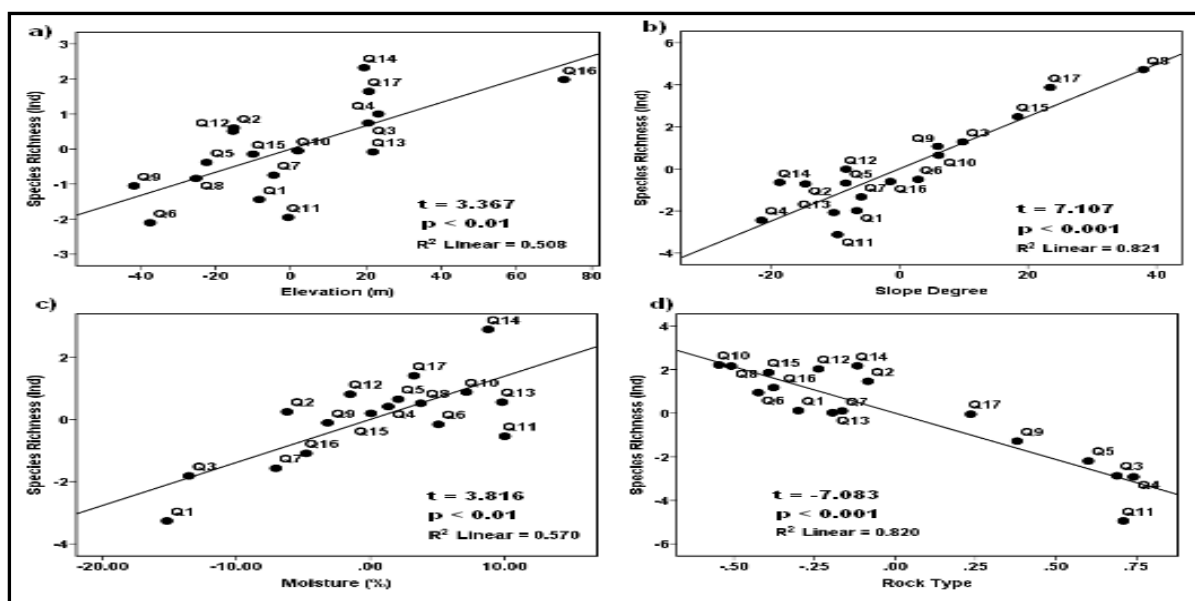 a)
Species Richness (Ind)
3
2
1
0
-1
-2
-3
Q14
Q17
Q16
Q4
Q12
Q2
Q3
Q15
Q10
Q13
Q5
Q7
Q9
Q8
Q1
Q6
Q11
t = 3.367
p < 0.01
R² Linear = 0.508
-40
-20
0
20
40
60
80
Elevation (m)
b)
Species Richness (Ind)
6
4
2
0
-2
-4
Q8
Q17
Q15
Q9
Q3
Q10
Q12
Q14
Q5
Q6
Q2
Q7
Q16
Q13
Q4
Q1
Q11
t = 7.107
p < 0.001
R² Linear = 0.821
-20
0
20
40
Slope Degree
c)
Species Richness (Ind)
2
0
-2
-4
Q14
Q17
Q12
Q5
Q10
Q2
Q8
Q13
Q9
Q4
Q6
Q15
Q11
Q16
Q3
Q7
Q1
t = 3.816
p < 0.01
R² Linear = 0.570
-20.00
-10.00
.00
10.00
Moisture (%)
d)
Species Richness (Ind)
4
2
0
-2
-4
-6
Q10
Q15
Q12
Q14
Q8
Q16
Q2
Q6
Q1
Q7
Q13
Q17
Q9
Q5
Q3
Q4
Q11
t = -7.083
p < 0.001
R² Linear = 0.820
-.50
-.25
.00
.25
.50
.75
Rock Type